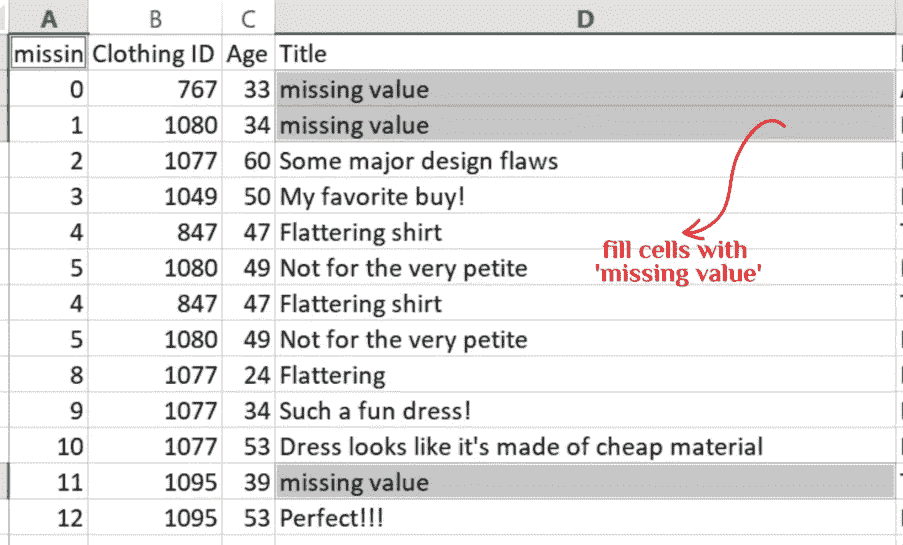 A B C D
missin Clothing ID Age Title
0 767 33 missing value
1 1080 34 missing value
2 1077 60 Some major design flaws
3 1049 50 My favorite buy!
4 847 47 Flattering shirt
5 1080 49 Not for the very petite
4 847 47 Flattering shirt
5 1080 49 Not for the very petite
8 1077 24 Flattering
9 1077 34 Such a fun dress!
10 1077 53 Dress looks like it's made of cheap material
11 1095 39 missing value
12 1095 53 Perfect!!!
fill cells with
'missing value'